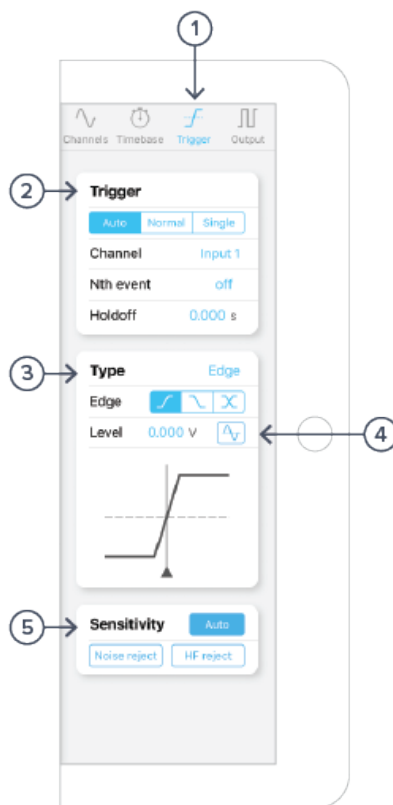 1
Channels Timebase Trigger Output
2
Trigger
Auto Normal Single
Channel Input 1
Nth event off
Holdoff 0.000 s
3
Type Edge
Edge
Level 0.000 V
4
5
Sensitivity Auto
Noise reject HF reject